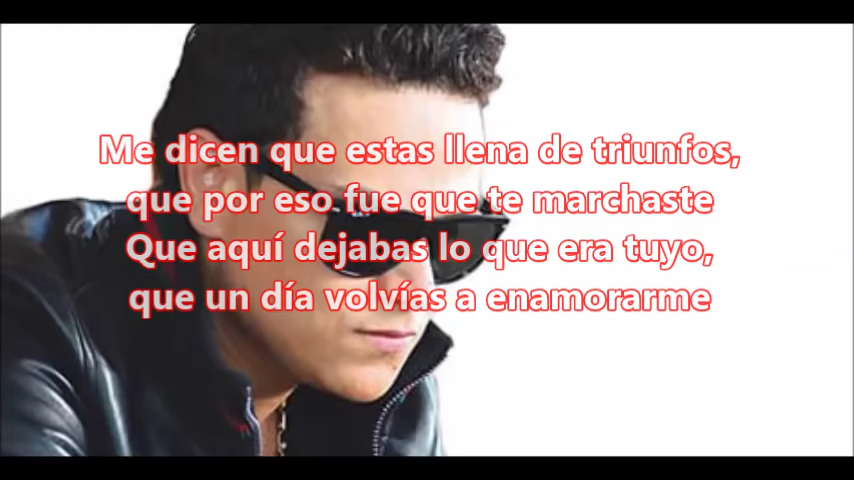 Me dicen que estas llena de triunfos,
que por eso fue que te marchaste
Que aquí dejabas lo que era tuyo,
que un día volvías a enamorarme